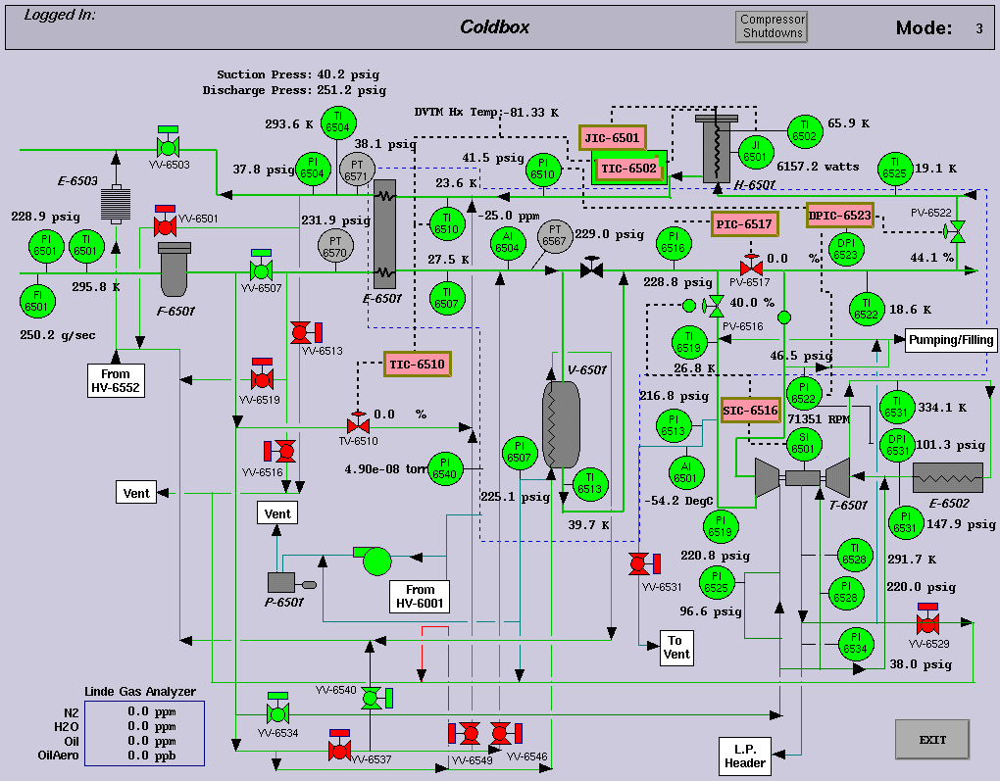 Logged In:
Coldbox
Compressor
Shutdowns
Mode: 3
Suction Press: 40.2 psig
Discharge Press: 251.2 psig
293.6 K
TI
6504
DVTM Hx Temp:-81.33 K
JIC-6501
TI
6502
65.9 K
YV-6503
37.8 psig
PI
6504
38.1 psig
PT
6571
41.5 psig
PI
6510
TIC-6502
JI
6501
6157.2 watts
H-6501
TI
6525
19.1 K
E-6503
23.6 K
228.9 psig
YV-6501
231.9 psig
TI
6510
-25.0 ppm
DPIC-6523
PV-6522
PI
6501
TI
6501
PT
6570
AI
6504
PT
6567
229.0 psig
PI
6516
PIC-6517
DPI
6523
295.8 K
YV-6507
27.5 K
0.0 %
44.1 %
FI
6501
F-6501
E-6501
TI
6507
228.8 psig
PV-6517
250.2 g/sec
40.0 %
TI
6522
18.6 K
YV-6513
PV-6516
TI
6519
Pumping/Filling
From
HV-6552
YV-6519
TIC-6510
V-6501
26.8 K
46.5 psig
216.8 psig
PI
6522
SIC-6516
71351 RPM
TI
6531
334.1 K
0.0 %
TV-6510
PI
6513
SI
6501
DPI
6531
101.3 psig
YV-6516
PI
6507
4.90e-08 torr
PI
6540
AI
6501
TI
6513
225.1 psig
-54.2 DegC
T-6501
E-6502
Vent
Vent
39.7 K
PI
6519
PI
6531
147.9 psig
220.8 psig
TI
6528
291.7 K
P-6501
From
HV-6001
YV-6531
PI
6525
PI
6528
220.0 psig
96.6 psig
YV-6529
To
Vent
PI
6534
38.0 psig
Linde Gas Analyzer
N2 0.0 ppm
H2O 0.0 ppm
Oil 0.0 ppm
OilAero 0.0 ppb
YV-6540
YV-6534
YV-6537
YV-6549
YV-6546
L.P.
Header
EXIT